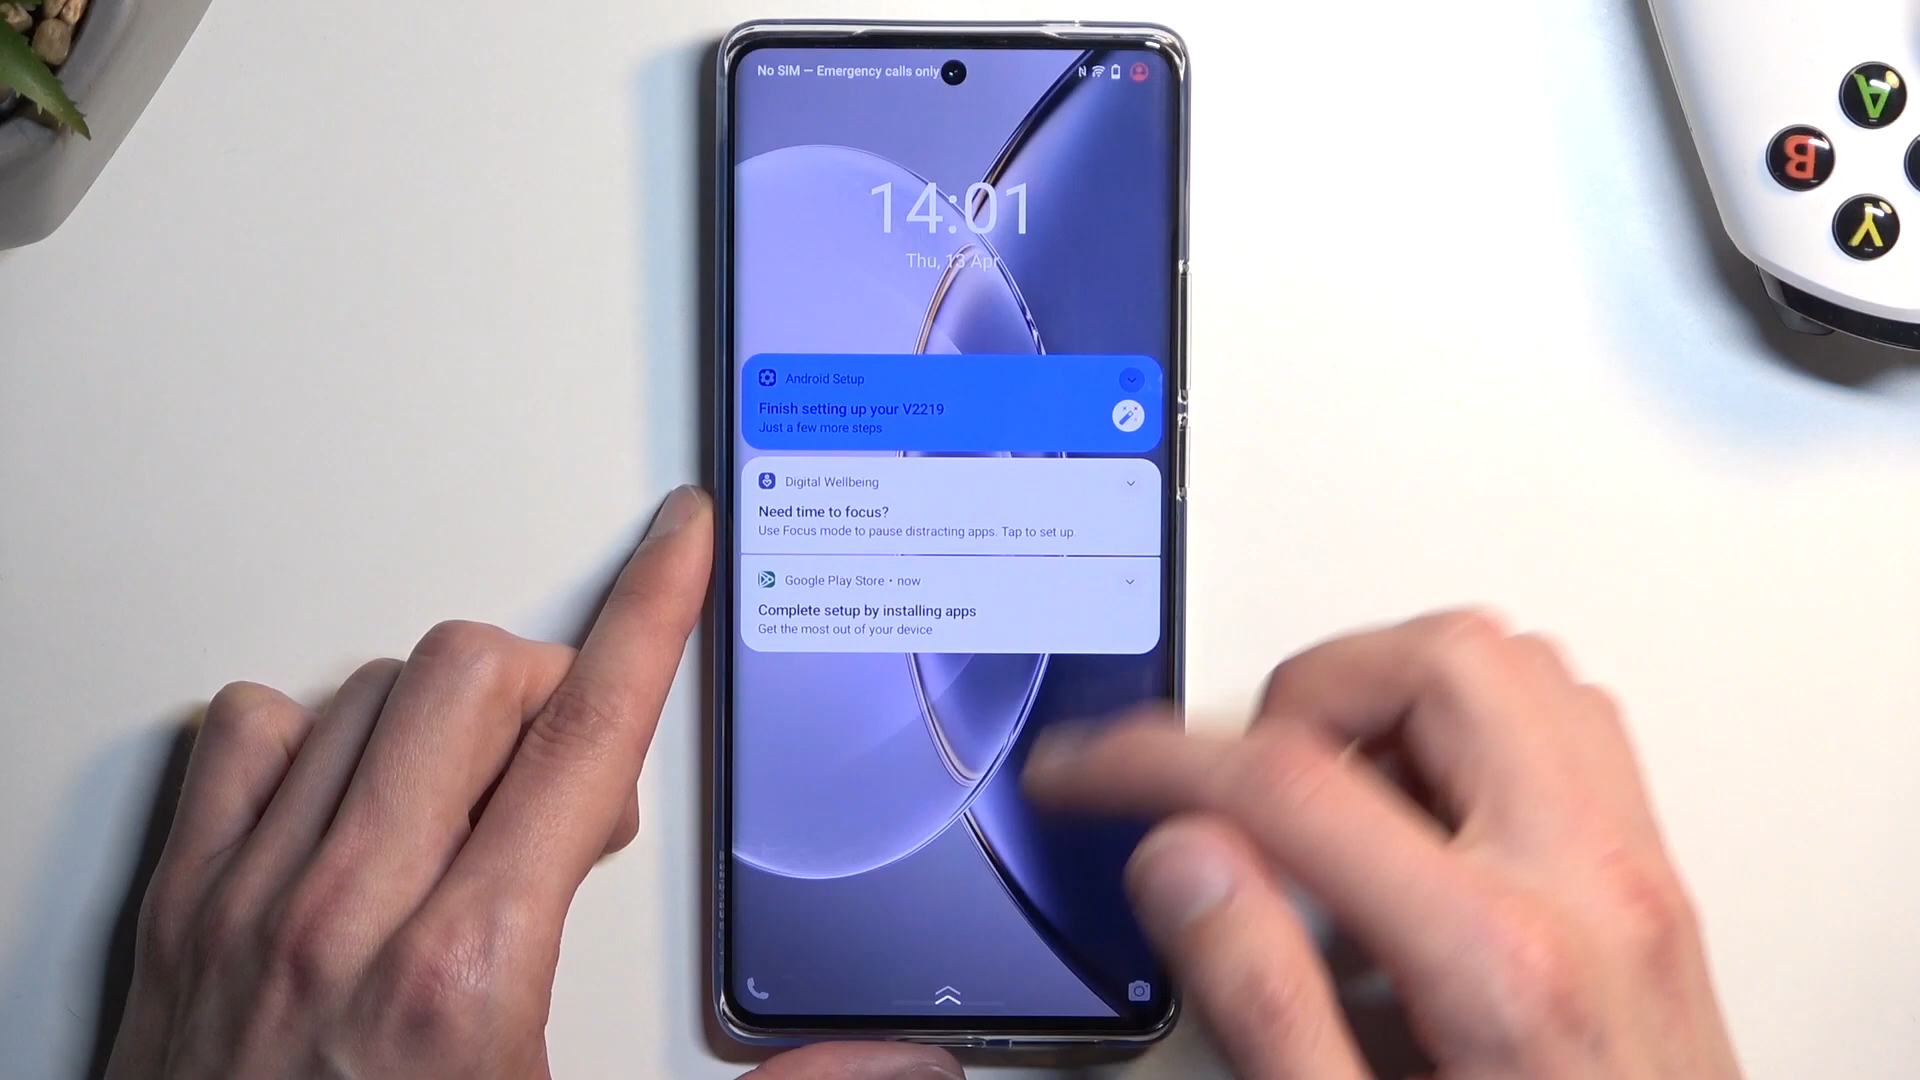 No SIM — Emergency calls only
14:01
Thu, 13 Apr
Android Setup
Finish setting up your V2219
Just a few more steps
Digital Wellbeing
Need time to focus?
Use Focus mode to pause distracting apps. Tap to set up.
Google Play Store • now
Complete setup by installing apps
Get the most out of your device
A
B
Y